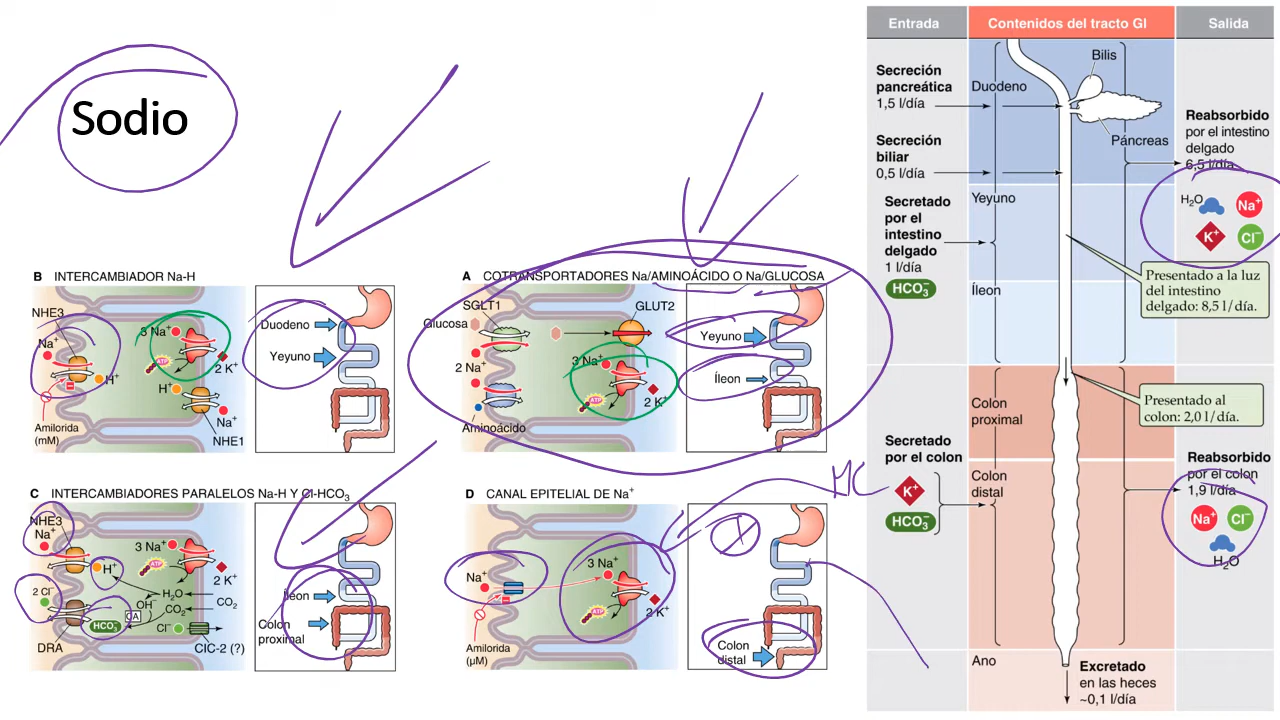 Sodio
B INTERCAMBIADOR Na-H
NHE3
Na⁺
H⁺
Amilorida
(mM)
3 Na⁺
ATP
2 K⁺
H⁺
Na⁺
NHE1
Duodeno
Yeyuno
A COTRANSPORTADORES Na/AMINOÁCIDO O Na/GLUCOSA
SGLT1
Glucosa
2 Na⁺
Aminoácido
GLUT2
3 Na⁺
ATP
2 K⁺
Yeyuno
Íleon
C INTERCAMBIADORES PARALELOS Na-H Y Cl-HCO₃
NHE3
Na⁺
H⁺
2 Cl⁻
DRA
HCO₃⁻
3 Na⁺
ATP
2 K⁺
H₂O
OH⁻
CO₂
CA
CO₂
Cl⁻
ClC-2 (?)
Íleon
Colon
proximal
D CANAL EPITELIAL DE Na⁺
Na⁺
Amilorida
(µM)
3 Na⁺
ATP
2 K⁺
Colon
distal
Entrada
Contenidos del tracto GI
Salida
Secreción
pancreática
1,5 l/día
Secreción
biliar
0,5 l/día
Secretado
por el
intestino
delgado
1 l/día
HCO₃⁻
Secretado
por el colon
K⁺
HCO₃⁻
Duodeno
Yeyuno
Íleon
Colon
proximal
Colon
distal
Ano
Bilis
Páncreas
Presentado a la luz
del intestino
delgado: 8,5 l/día.
Presentado al
colon: 2,0 l/día.
Excretado
en las heces
~0,1 l/día
Reabsorbido
por el intestino
delgado
6,5 l/día
H₂O
Na⁺
K⁺
Cl⁻
Reabsorbido
por el colon
1,9 l/día
Na⁺
Cl⁻
H₂O